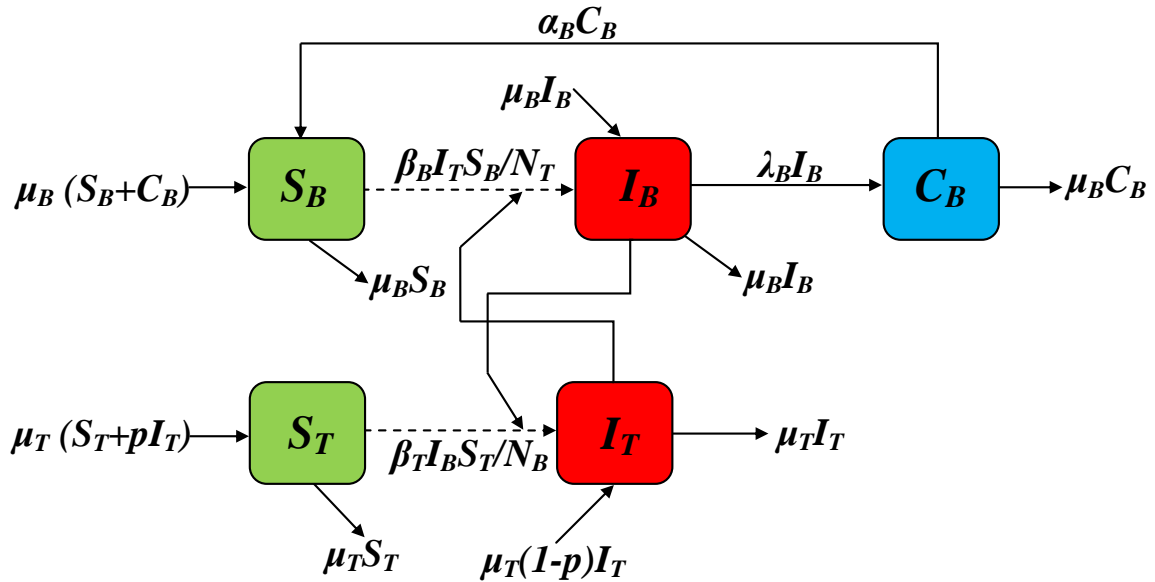 α_B C_B
μ_B I_B
μ_B (S_B+C_B)
S_B
β_B I_T S_B/N_T
I_B
λ_B I_B
C_B
μ_B C_B
μ_B S_B
μ_B I_B
μ_T (S_T+pI_T)
S_T
β_T I_B S_T/N_B
I_T
μ_T I_T
μ_T S_T
μ_T(1-p)I_T